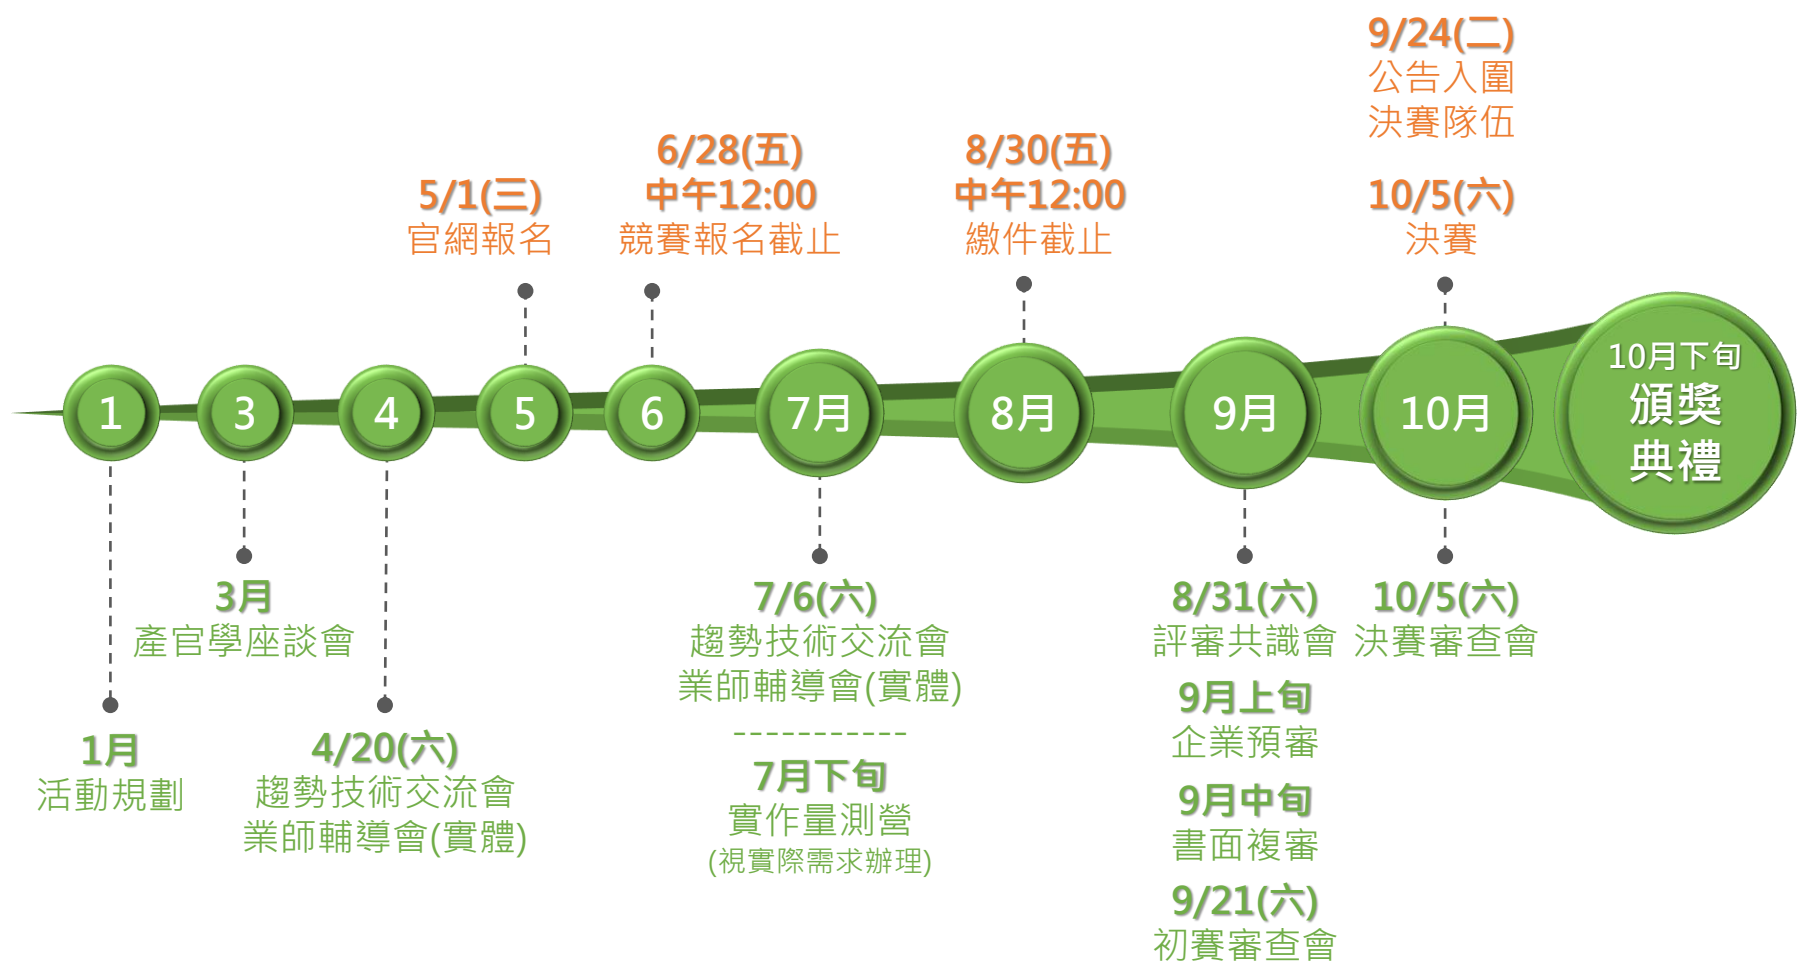 9/24(二)
公告入圍
決賽隊伍
10/5(六)
決賽
5/1(三)
官網報名
6/28(五)
中午12:00
競賽報名截止
8/30(五)
中午12:00
繳件截止
1
3
4
5
6
7月
8月
9月
10月
10月下旬
頒獎
典禮
1月
活動規劃
3月
產官學座談會
4/20(六)
趨勢技術交流會
業師輔導會(實體)
7/6(六)
趨勢技術交流會
業師輔導會(實體)
-----------
7月下旬
實作量測營
(視實際需求辦理)
8/31(六)
評審共識會
9月上旬
企業預審
9月中旬
書面複審
9/21(六)
初賽審查會
10/5(六)
決賽審查會